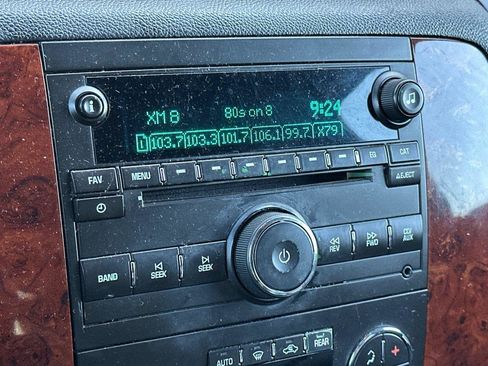 XM 8 80s on 8 9:24
1 103.7 103.3 101.7 106.1 99.7 X79
FAV MENU EQ CAT
EJECT
BAND SEEK SEEK REV FWD CD/AUX
AUTO REAR